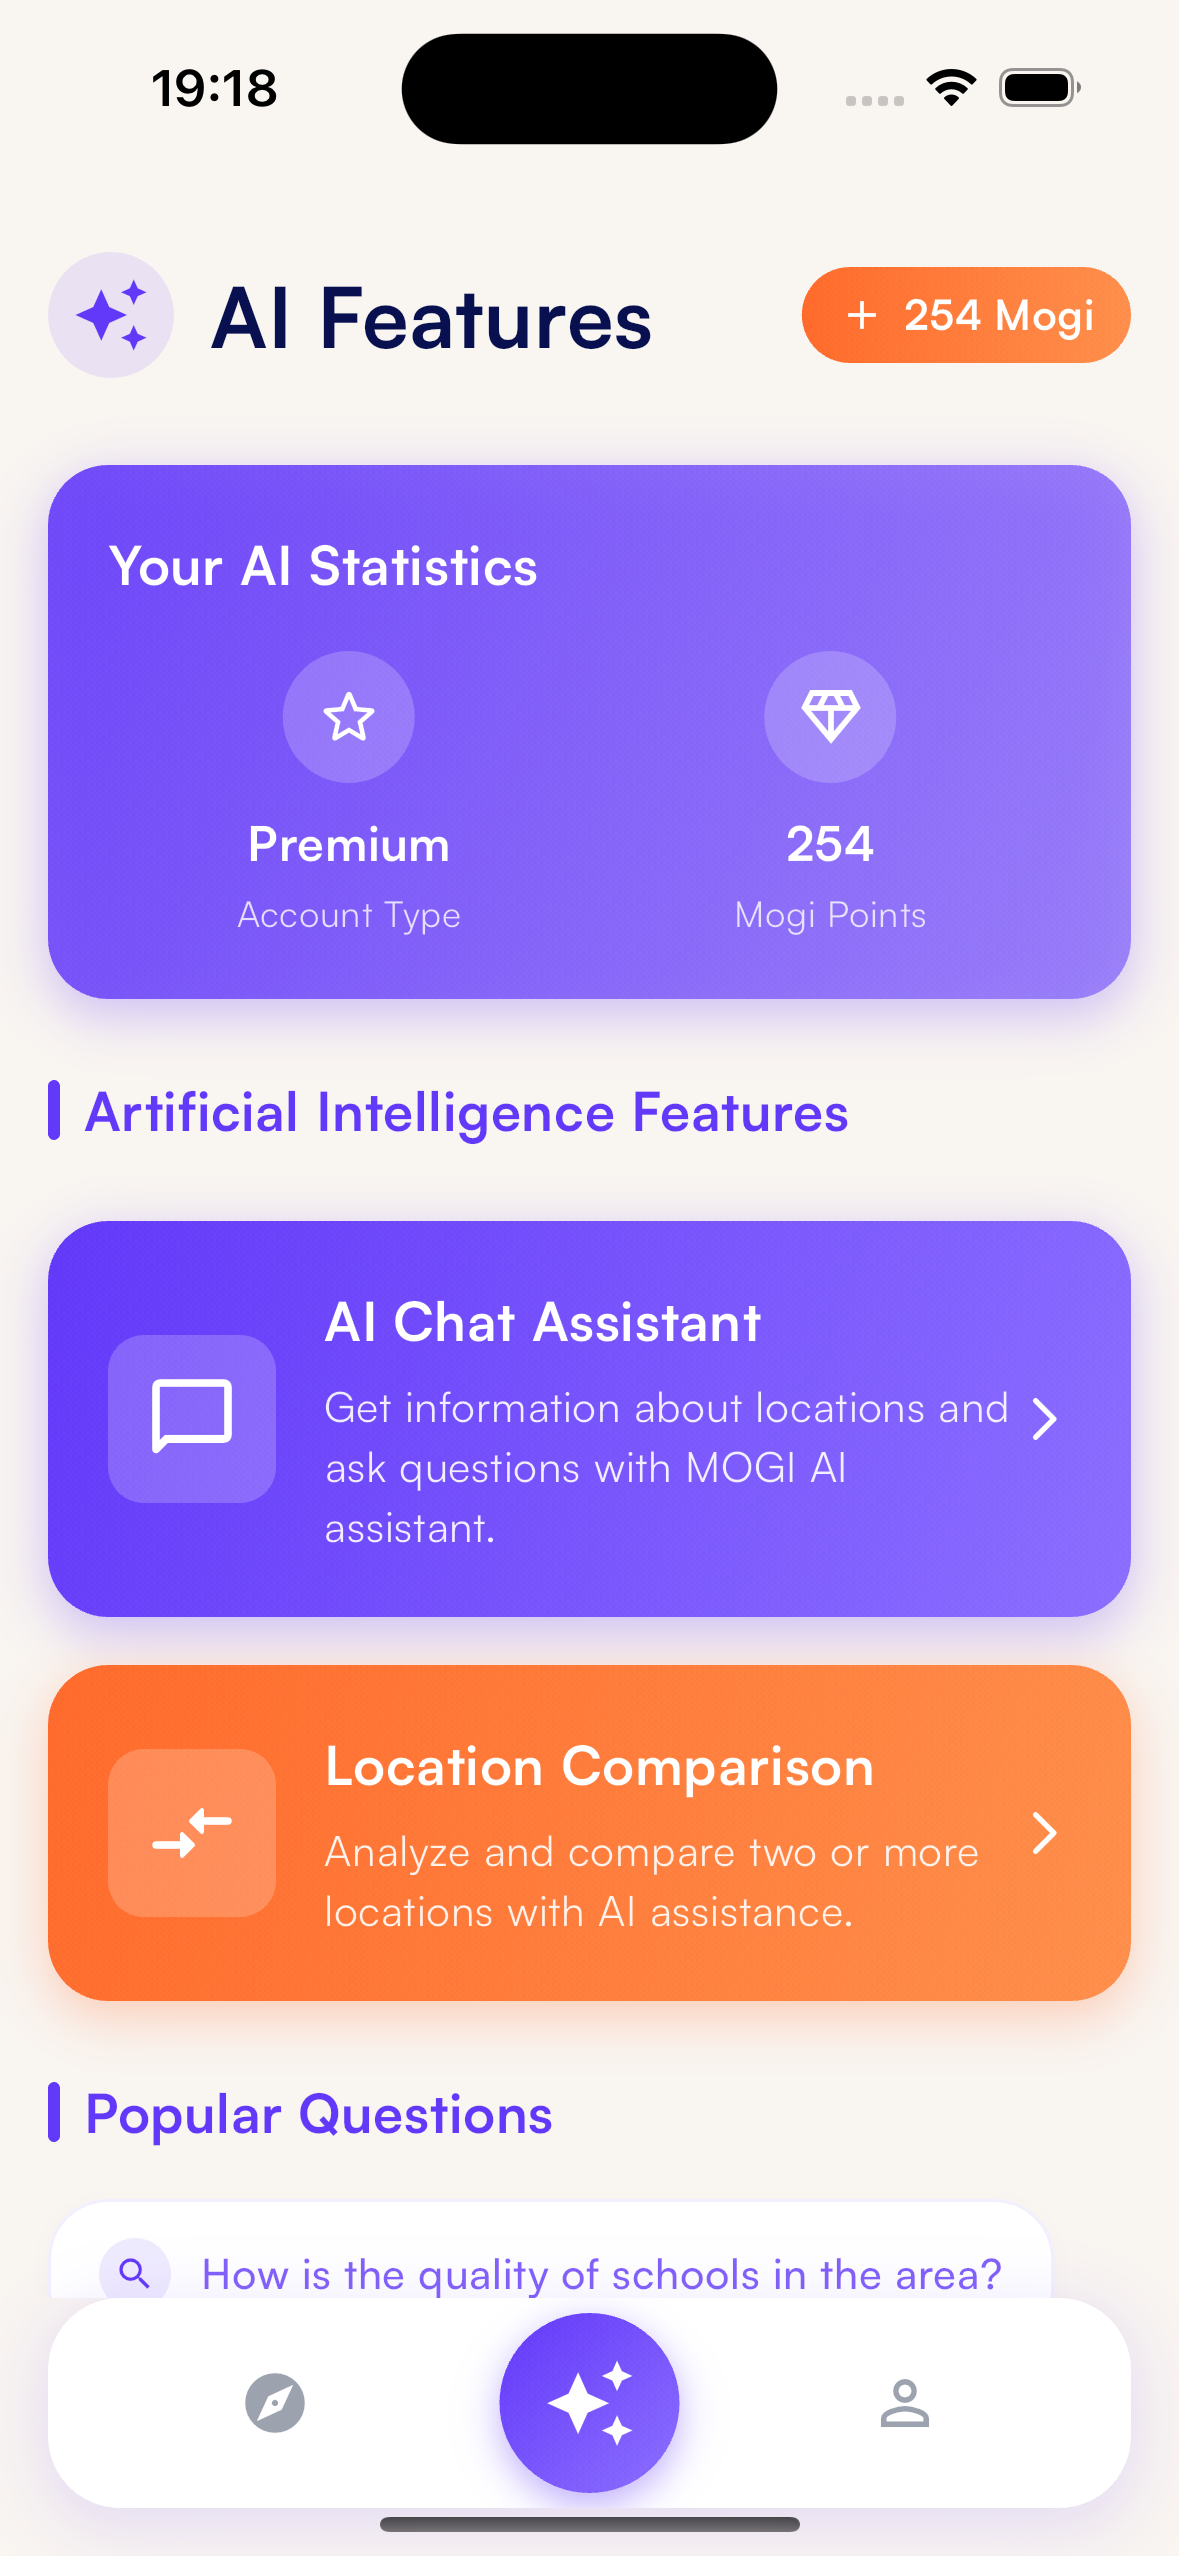 19:18
AI Features
+ 254 Mogi
Your AI Statistics
Premium
Account Type
254
Mogi Points
Artificial Intelligence Features
AI Chat Assistant
Get information about locations and
ask questions with MOGI AI
assistant.
Location Comparison
Analyze and compare two or more
locations with AI assistance.
Popular Questions
How is the quality of schools in the area?